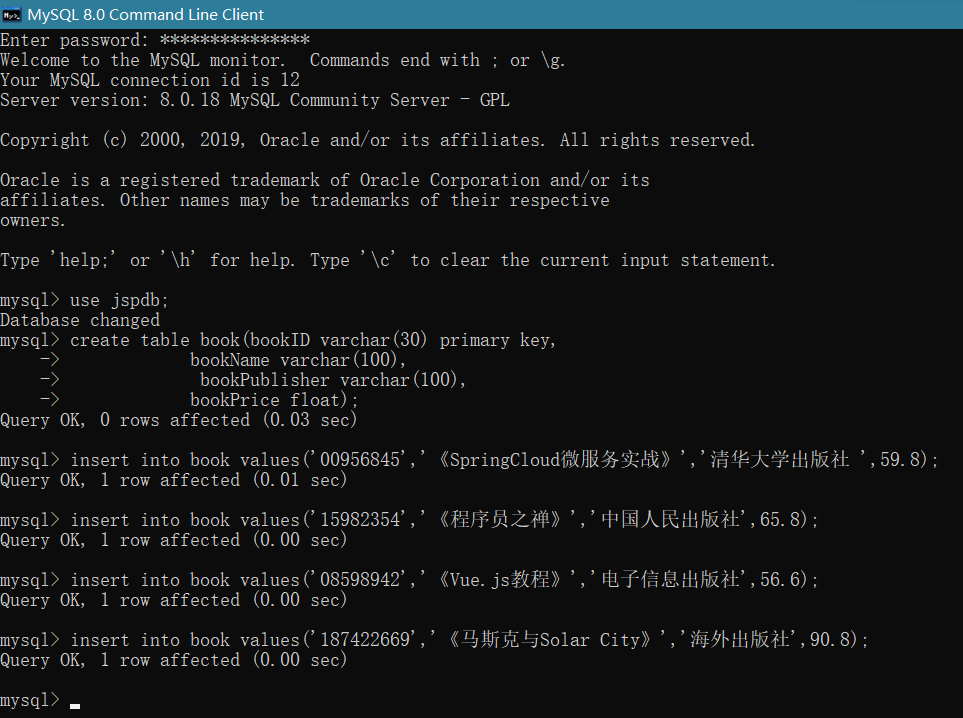 MySQL 8.0 Command Line Client
Enter password: ***************
Welcome to the MySQL monitor.  Commands end with ; or \g.
Your MySQL connection id is 12
Server version: 8.0.18 MySQL Community Server - GPL
Copyright (c) 2000, 2019, Oracle and/or its affiliates. All rights reserved.
Oracle is a registered trademark of Oracle Corporation and/or its
affiliates. Other names may be trademarks of their respective
owners.
Type 'help;' or '\h' for help. Type '\c' to clear the current input statement.
mysql> use jspdb;
Database changed
mysql> create table book(bookID varchar(30) primary key,
    ->             bookName varchar(100),
    ->              bookPublisher varchar(100),
    ->             bookPrice float);
Query OK, 0 rows affected (0.03 sec)
mysql> insert into book values('00956845','《SpringCloud微服务实战》','清华大学出版社 ',59.8);
Query OK, 1 row affected (0.01 sec)
mysql> insert into book values('15982354','《程序员之禅》','中国人民出版社',65.8);
Query OK, 1 row affected (0.00 sec)
mysql> insert into book values('08598942','《Vue.js教程》','电子信息出版社',56.6);
Query OK, 1 row affected (0.00 sec)
mysql> insert into book values('187422669','《马斯克与Solar City》','海外出版社',90.8);
Query OK, 1 row affected (0.00 sec)
mysql>